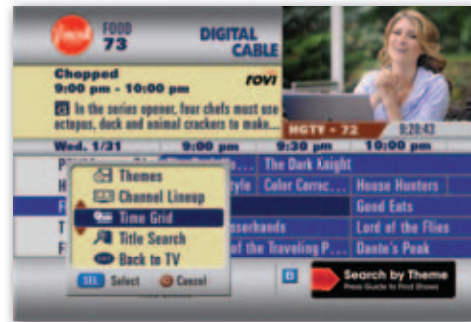 food
FOOD
73
DIGITAL
CABLE
Chopped
9:00 pm - 10:00 pm
rovi
G In the series opener, four chefs must use
octopus, duck and animal crackers to make...
HGTV - 72 8:20:43
Wed. 1/31 9:00 pm 9:30 pm 10:00 pm
The Dark Knight
Color Correc... House Hunters
Good Eats
Lord of the Flies
of the Traveling P... Dante's Peak
Themes
Channel Lineup
Time Grid
Title Search
Back to TV
SEL Select Cancel
B Search by Theme
Press Guide to Find Shows